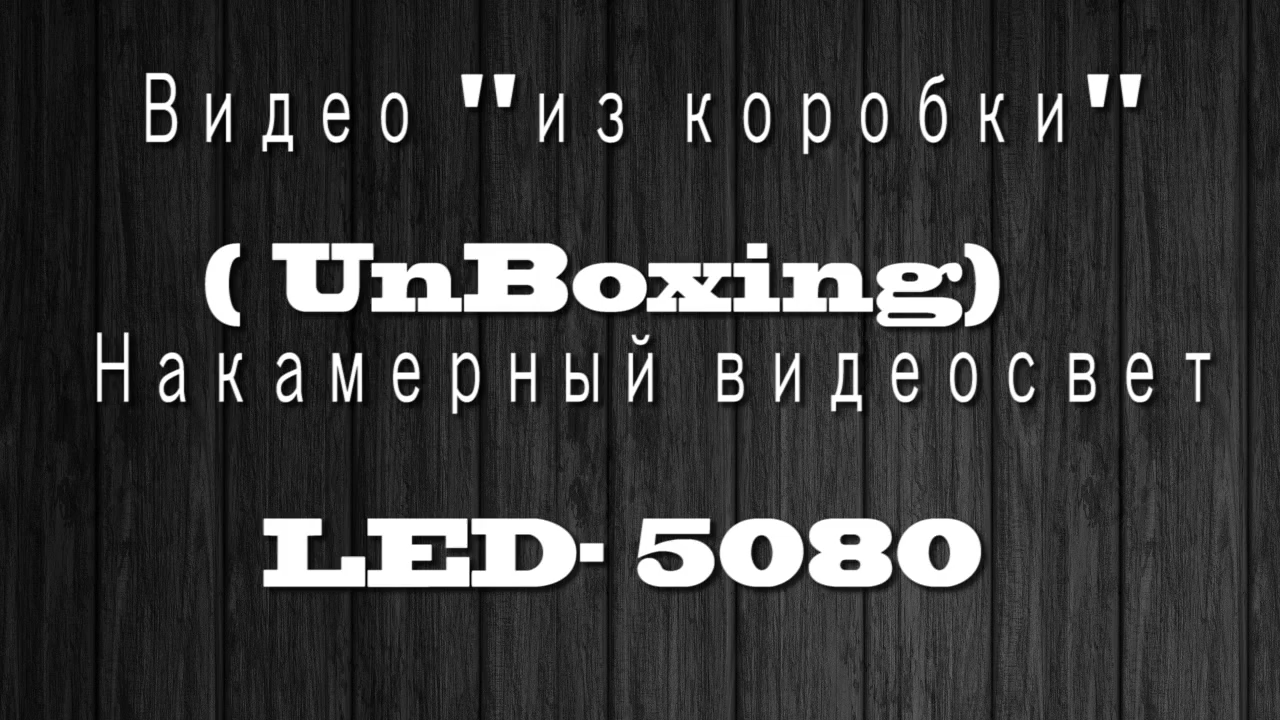 Видео "из коробки"
( UnBoxing)
Накамерный видеосвет
LED- 5080